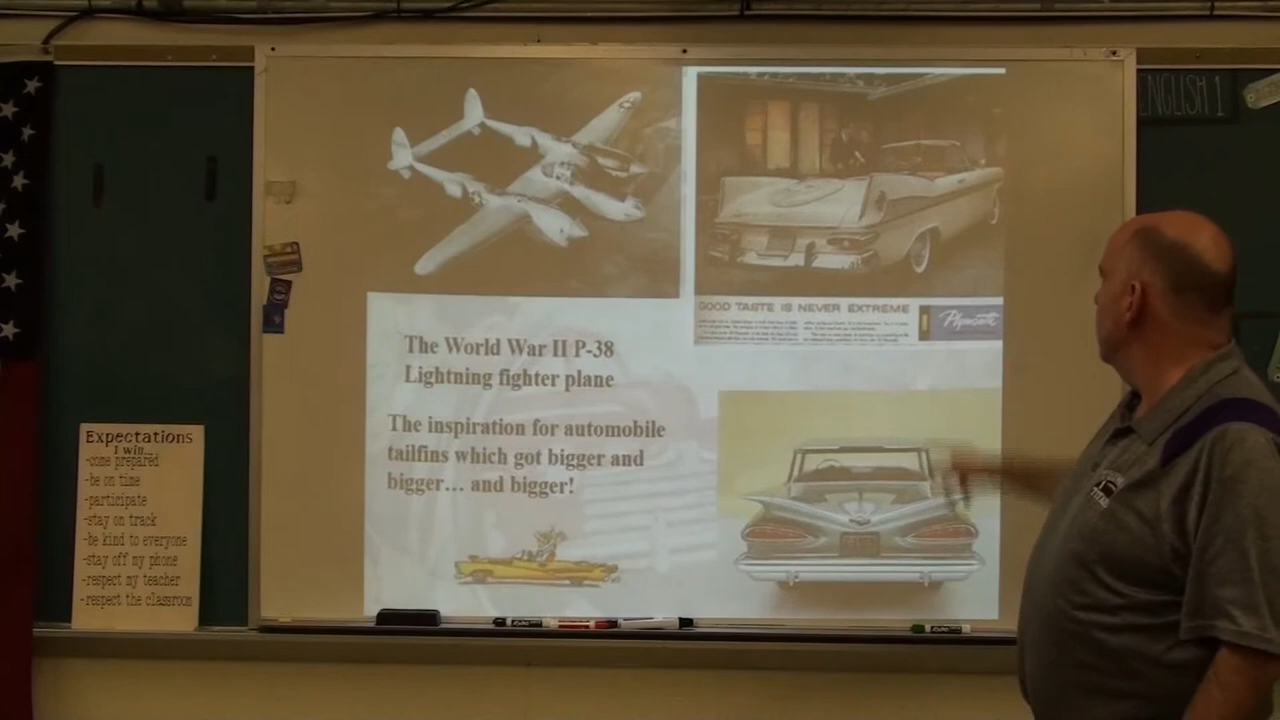 ENGLISH 1
GOOD TASTE IS NEVER EXTREME
Plymouth
The World War II P-38
Lightning fighter plane
The inspiration for automobile
tailfins which got bigger and
bigger... and bigger!
Expectations
I will...
-come prepared
-be on time
-participate
-stay on track
-be kind to everyone
-stay off my phone
-respect my teacher
-respect the classroom